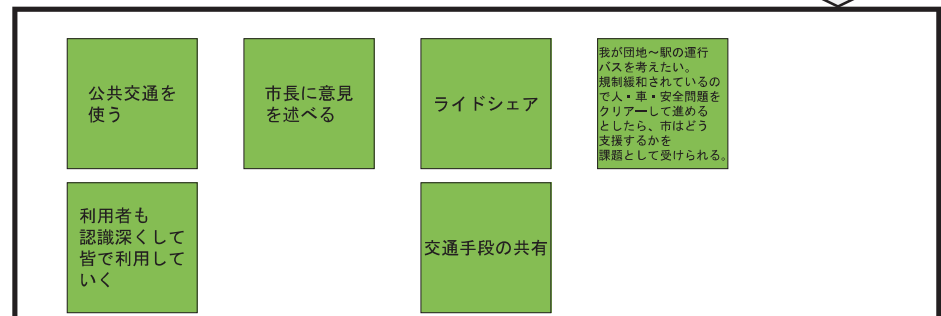 公共交通を
使う
市長に意見
を述べる
ライドシェア
我が団地～駅の運行
バスを考えたい。
規制緩和されているの
で人・車・安全問題を
クリアーして進める
としたら、市はどう
支援するかを
課題として受けられる。
利用者も
認識深くして
皆で利用して
いく
交通手段の共有